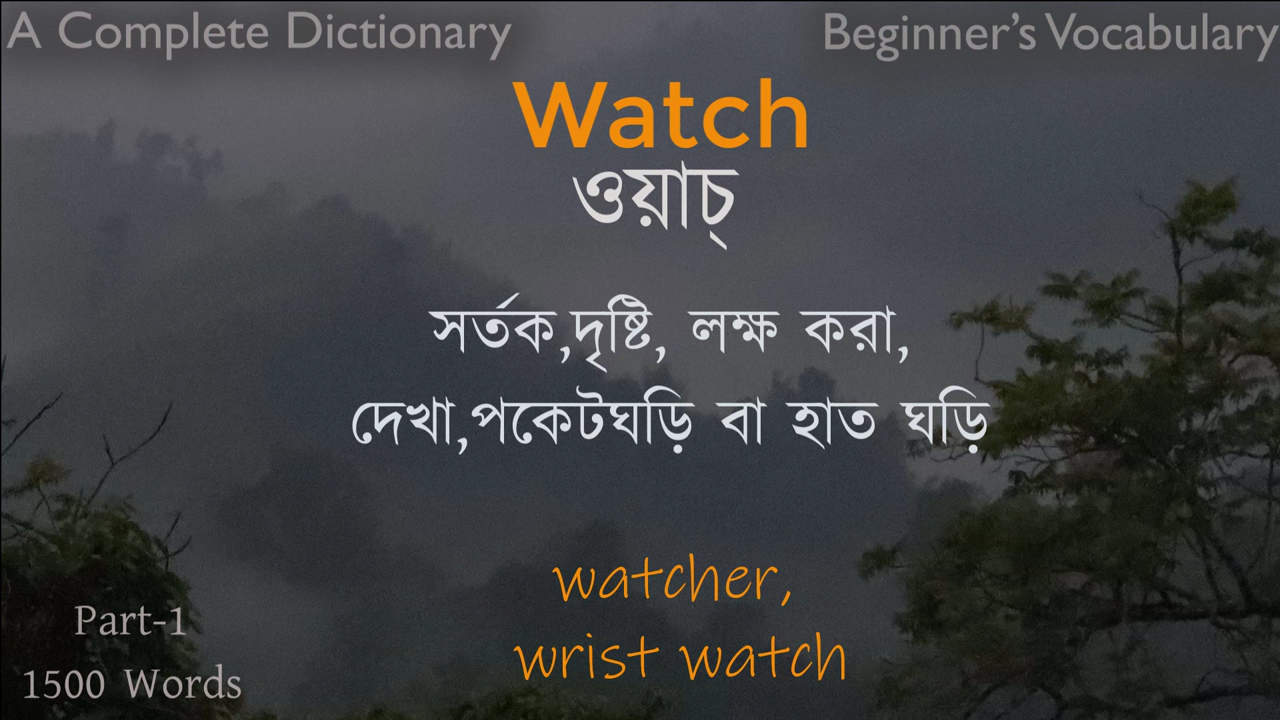 A Complete Dictionary
Beginner's Vocabulary
Watch
ওয়াচ্
সর্তক,দৃষ্টি, লক্ষ করা,
দেখা,পকেটঘড়ি বা হাত ঘড়ি
watcher,
wrist watch
Part-1
1500 Words